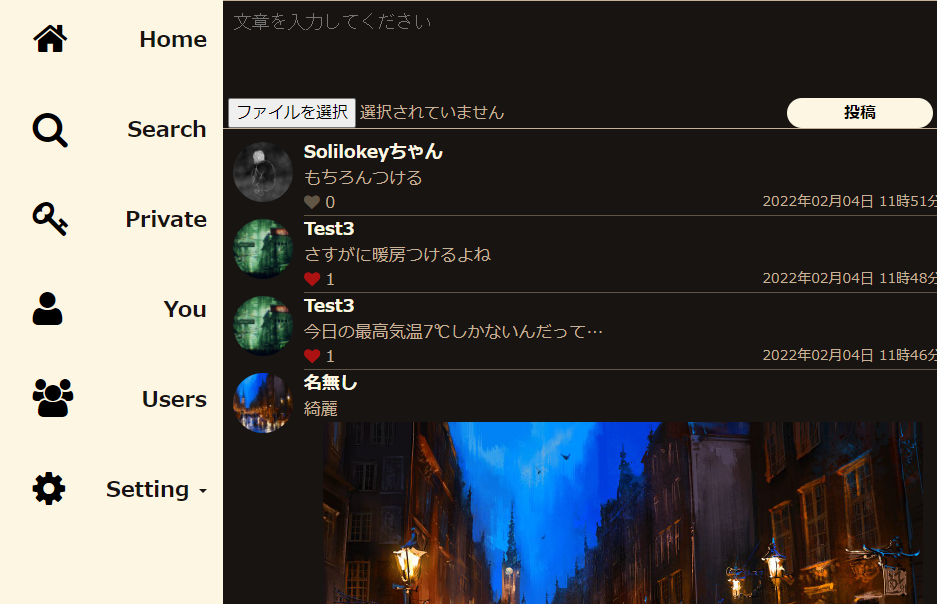 Home
Search
Private
You
Users
Setting
文章を入力してください
ファイルを選択 選択されていません
投稿
Solilokeyちゃん
もちろんつける
0
2022年02月04日 11時51分
Test3
さすがに暖房つけるよね
1
2022年02月04日 11時48分
Test3
今日の最高気温7℃しかないんだって…
1
2022年02月04日 11時46分
名無し
綺麗